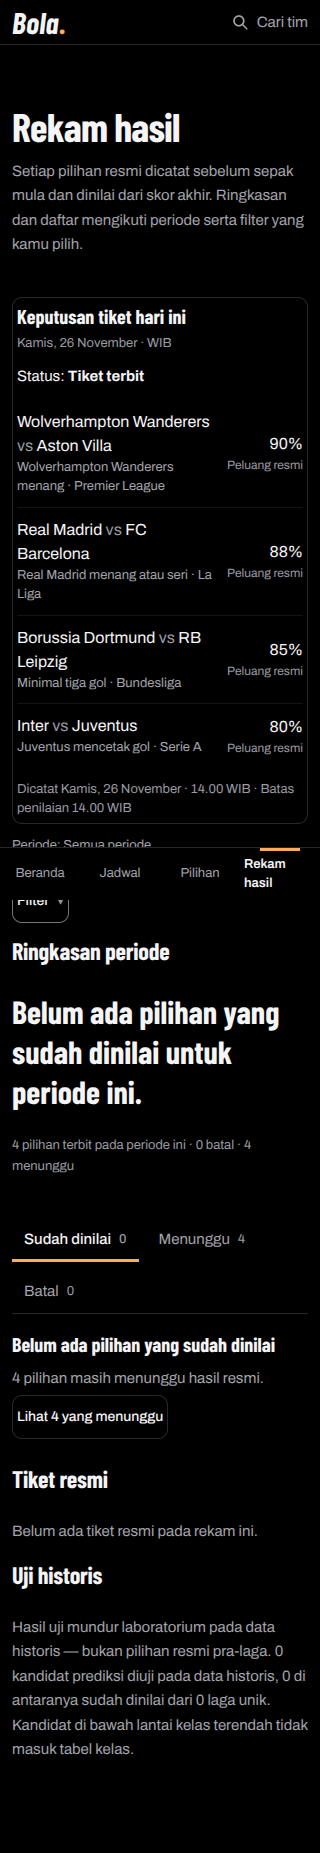 Bola.
Cari tim
Rekam hasil
Setiap pilihan resmi dicatat sebelum sepak
mula dan dinilai dari skor akhir. Ringkasan
dan daftar mengikuti periode serta filter yang
kamu pilih.
Keputusan tiket hari ini
Kamis, 26 November · WIB
Status: Tiket terbit
Wolverhampton Wanderers
vs Aston Villa
Wolverhampton Wanderers
menang · Premier League
90%
Peluang resmi
Real Madrid vs FC
Barcelona
Real Madrid menang atau seri · La
Liga
88%
Peluang resmi
Borussia Dortmund vs RB
Leipzig
Minimal tiga gol · Bundesliga
85%
Peluang resmi
Inter vs Juventus
Juventus mencetak gol · Serie A
80%
Peluang resmi
Dicatat Kamis, 26 November · 14.00 WIB · Batas
penilaian 14.00 WIB
Periode: Semua periode
Beranda
Jadwal
Pilihan
Rekam
hasil
Filter
Ringkasan periode
Belum ada pilihan yang
sudah dinilai untuk
periode ini.
4 pilihan terbit pada periode ini · 0 batal · 4
menunggu
Sudah dinilai 0
Menunggu 4
Batal 0
Belum ada pilihan yang sudah dinilai
4 pilihan masih menunggu hasil resmi.
Lihat 4 yang menunggu
Tiket resmi
Belum ada tiket resmi pada rekam ini.
Uji historis
Hasil uji mundur laboratorium pada data
historis — bukan pilihan resmi pra-laga. 0
kandidat prediksi diuji pada data historis, 0 di
antaranya sudah dinilai dari 0 laga unik.
Kandidat di bawah lantai kelas terendah tidak
masuk tabel kelas.